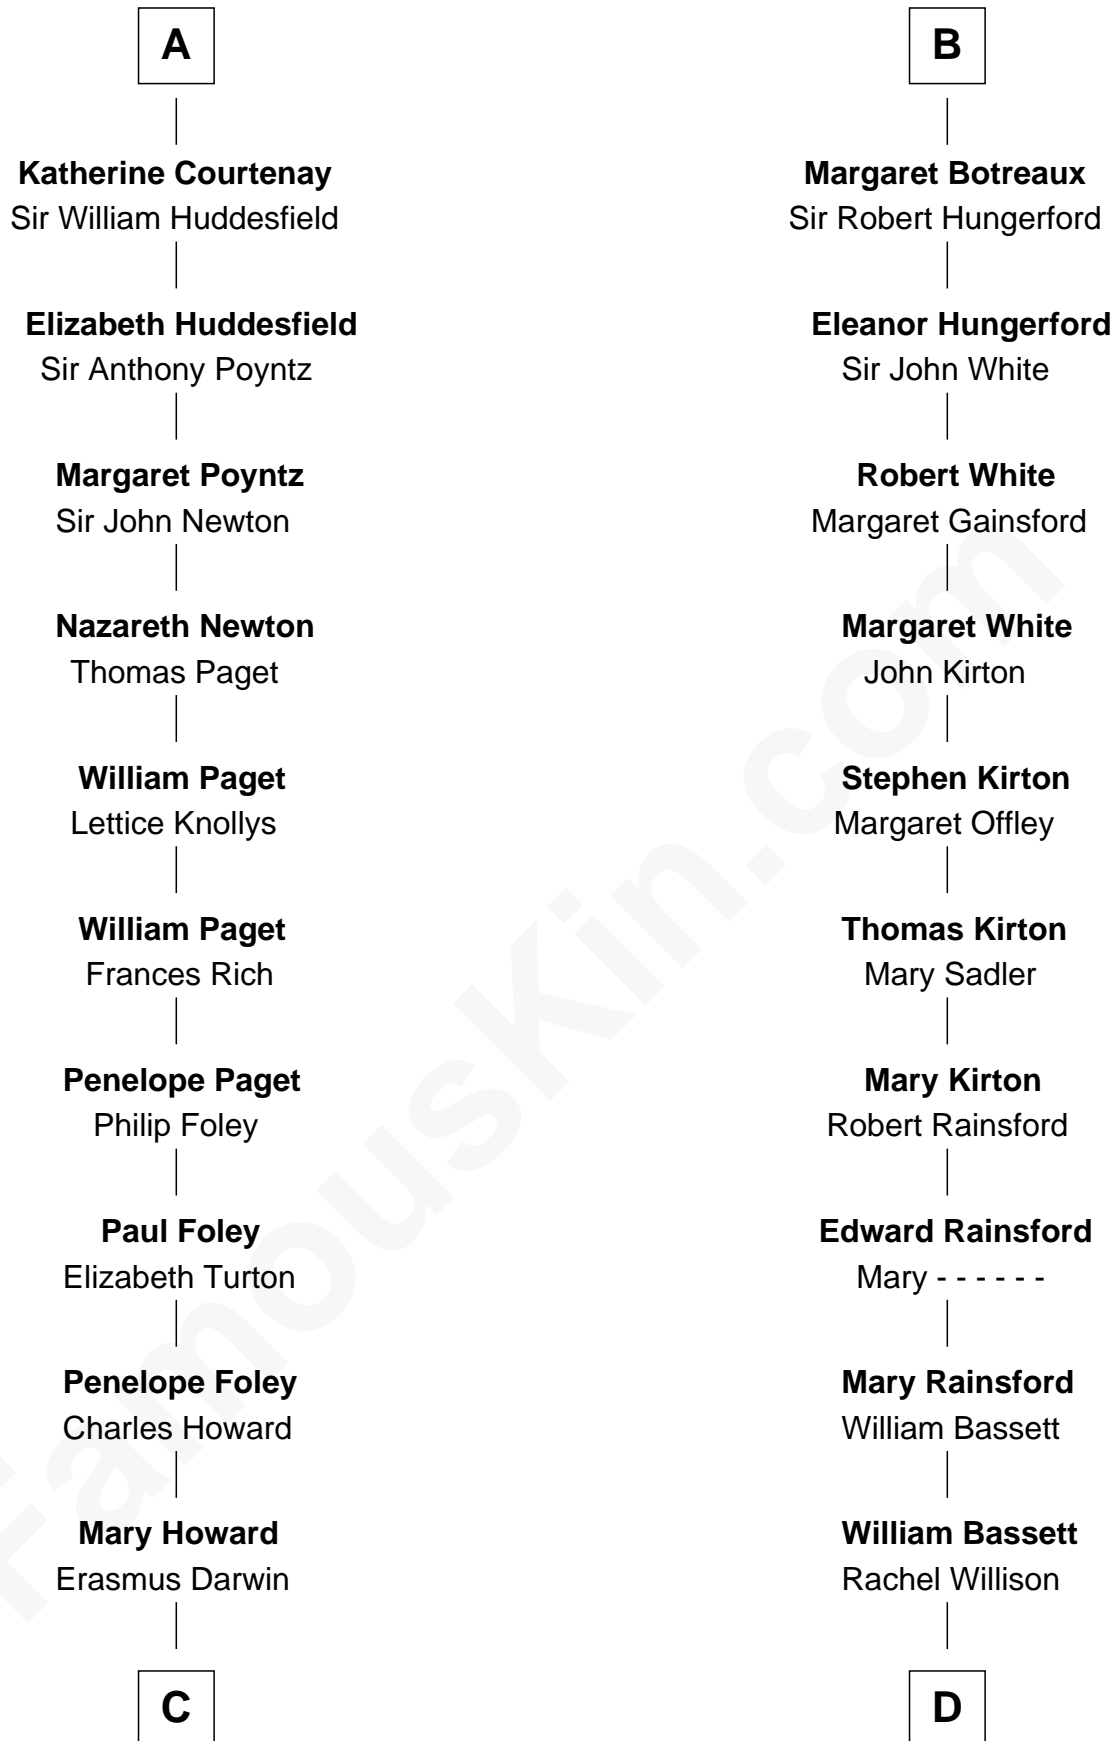 A
Katherine Courtenay
Sir William Huddesfield
Elizabeth Huddesfield
Sir Anthony Poyntz
Margaret Poyntz
Sir John Newton
Nazareth Newton
Thomas Paget
William Paget
Lettice Knollys
William Paget
Frances Rich
Penelope Paget
Philip Foley
Paul Foley
Elizabeth Turton
Penelope Foley
Charles Howard
Mary Howard
Erasmus Darwin
C
B
Margaret Botreaux
Sir Robert Hungerford
Eleanor Hungerford
Sir John White
Robert White
Margaret Gainsford
Margaret White
John Kirton
Stephen Kirton
Margaret Offley
Thomas Kirton
Mary Sadler
Mary Kirton
Robert Rainsford
Edward Rainsford
Mary - - - - - -
Mary Rainsford
William Bassett
William Bassett
Rachel Willison
D
FamousKin.com